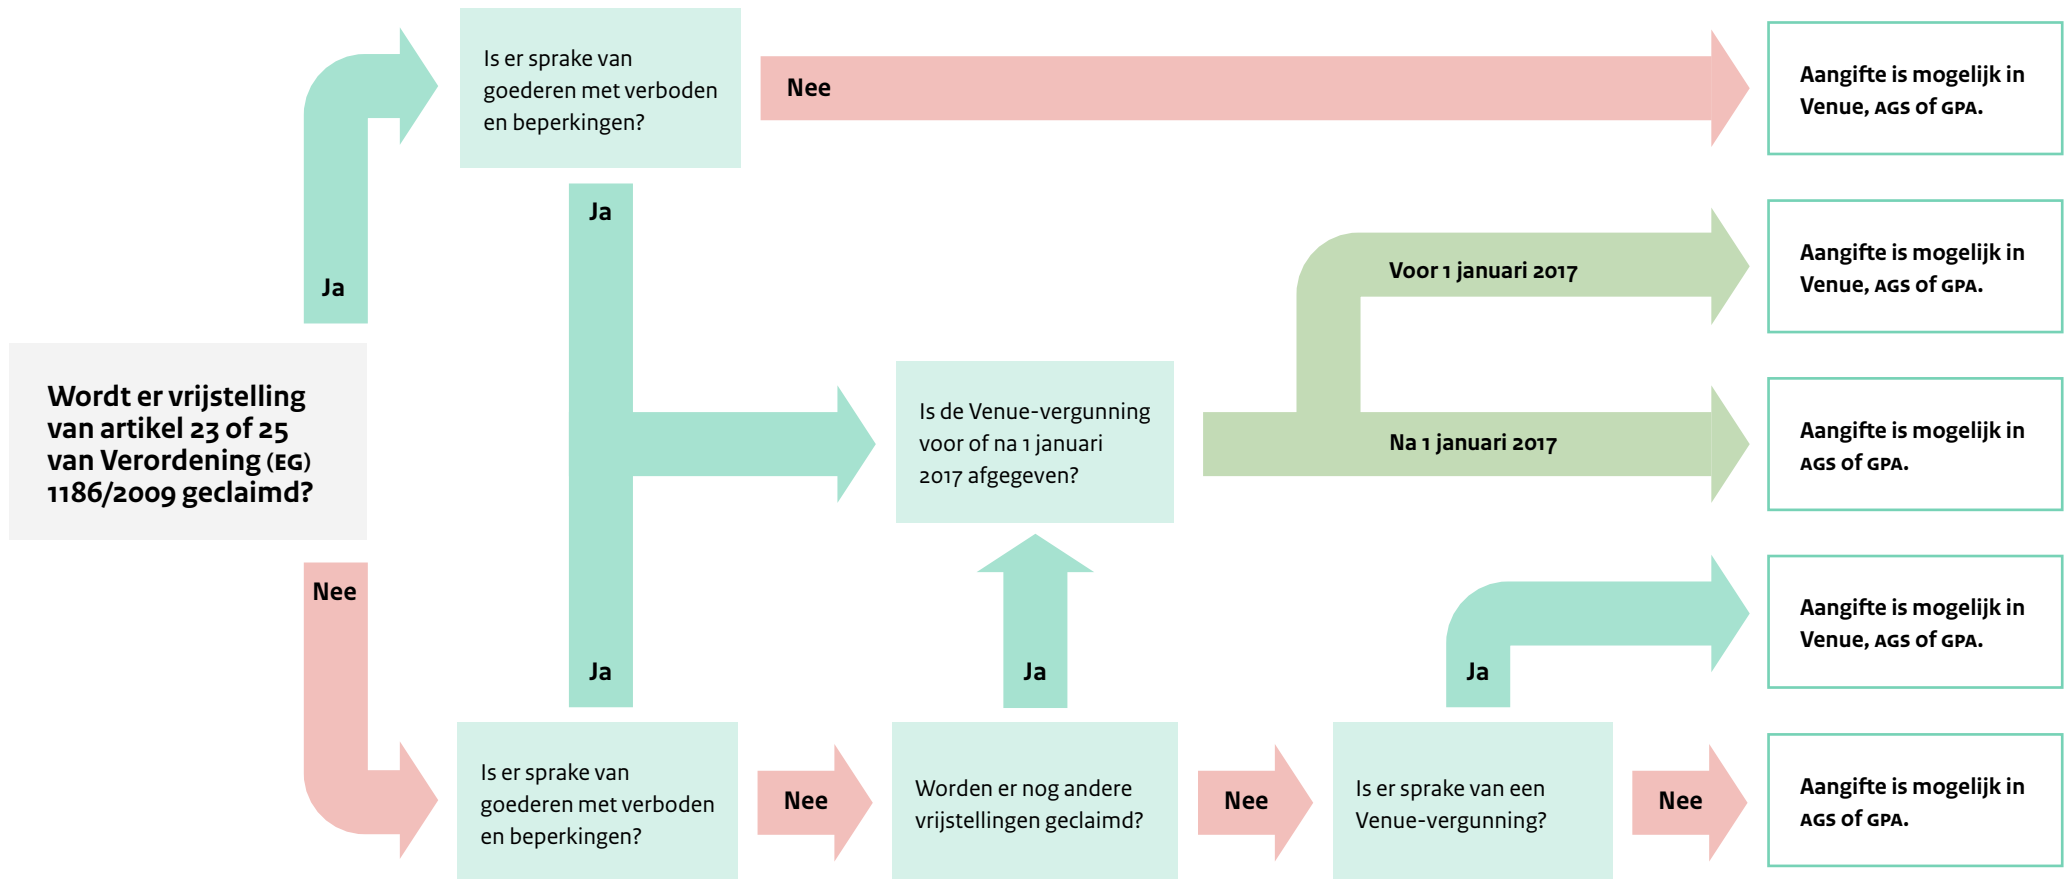 Wordt er vrijstelling
van artikel 23 of 25
van Verordening (EG)
1186/2009 geclaimd?
Ja
Is er sprake van
goederen met verboden
en beperkingen?
Nee
Aangifte is mogelijk in
Venue, AGS of GPA.
Ja
Is de Venue-vergunning
voor of na 1 januari
2017 afgegeven?
Voor 1 januari 2017
Aangifte is mogelijk in
Venue, AGS of GPA.
Na 1 januari 2017
Aangifte is mogelijk in
AGS of GPA.
Nee
Is er sprake van
goederen met verboden
en beperkingen?
Ja
Nee
Worden er nog andere
vrijstellingen geclaimd?
Ja
Nee
Is er sprake van een
Venue-vergunning?
Ja
Aangifte is mogelijk in
Venue, AGS of GPA.
Nee
Aangifte is mogelijk in
AGS of GPA.